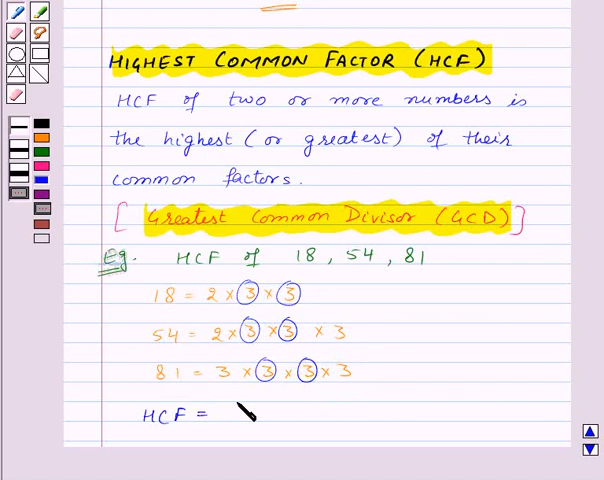 HIGHEST COMMON FACTOR (HCF)
HCF of two or more numbers is
the highest (or greatest) of their
common factors.
[ Greatest Common Divisor (GCD) ]
Eg. HCF of 18, 54, 81
18 = 2 × 3 × 3
54 = 2 × 3 × 3 × 3
81 = 3 × 3 × 3 × 3
HCF =